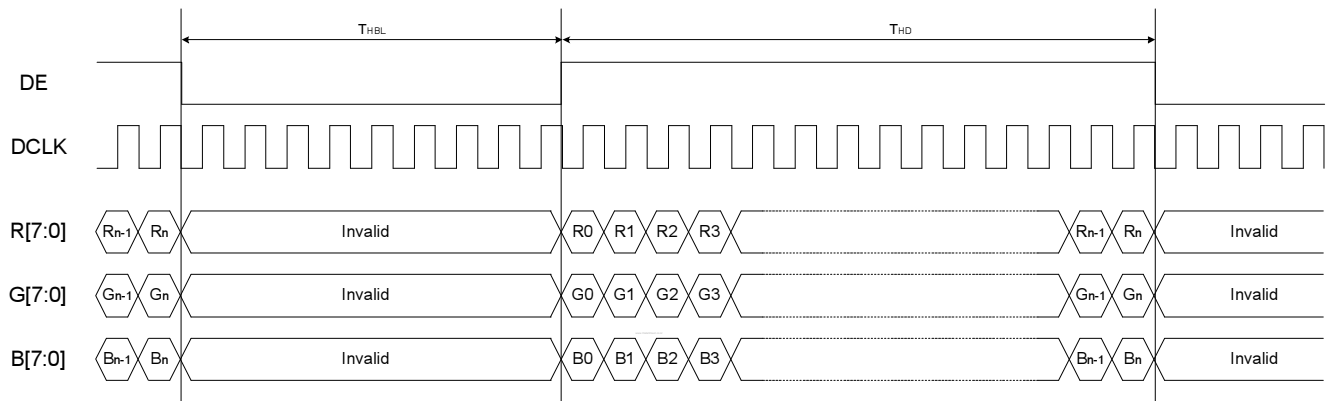 THBL THD
DE
DCLK
R[7:0] Rn-1 Rn Invalid R0 R1 R2 R3 Rn-1 Rn Invalid
G[7:0] Gn-1 Gn Invalid G0 G1 G2 G3 Gn-1 Gn Invalid
B[7:0] Bn-1 Bn Invalid B0 B1 B2 B3 Bn-1 Bn Invalid